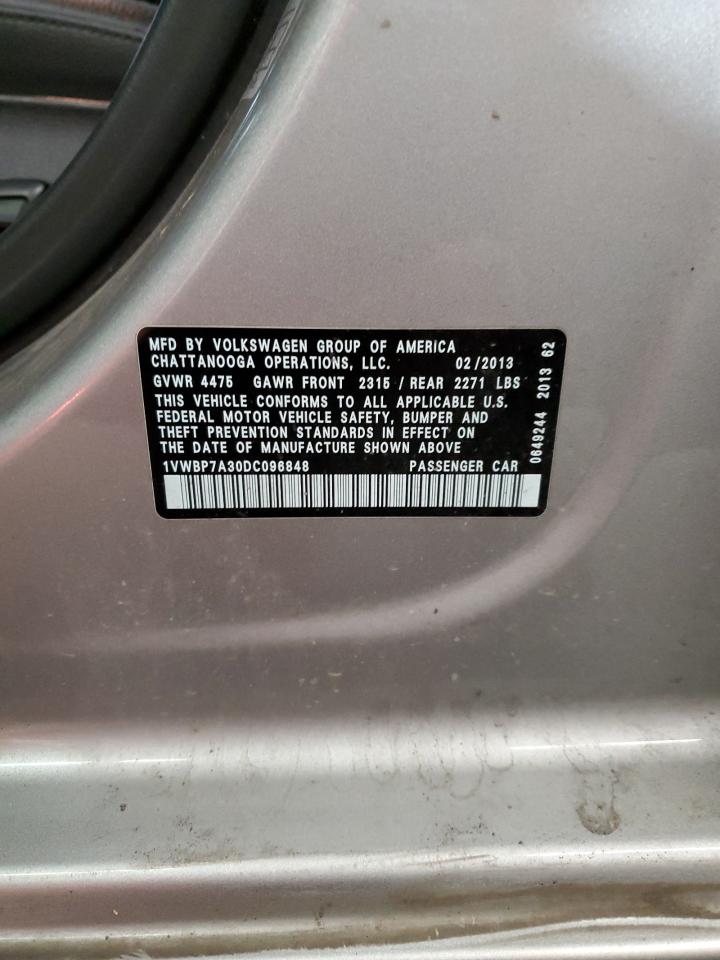 MFD BY VOLKSWAGEN GROUP OF AMERICA
CHATTANOOGA OPERATIONS, LLC. 02/2013
GVWR 4475 GAWR FRONT 2315 / REAR 2271 LBS
THIS VEHICLE CONFORMS TO ALL APPLICABLE U.S.
FEDERAL MOTOR VEHICLE SAFETY, BUMPER AND
THEFT PREVENTION STANDARDS IN EFFECT ON
THE DATE OF MANUFACTURE SHOWN ABOVE
1VWBP7A30DC096848 PASSENGER CAR
0649244 2013 62